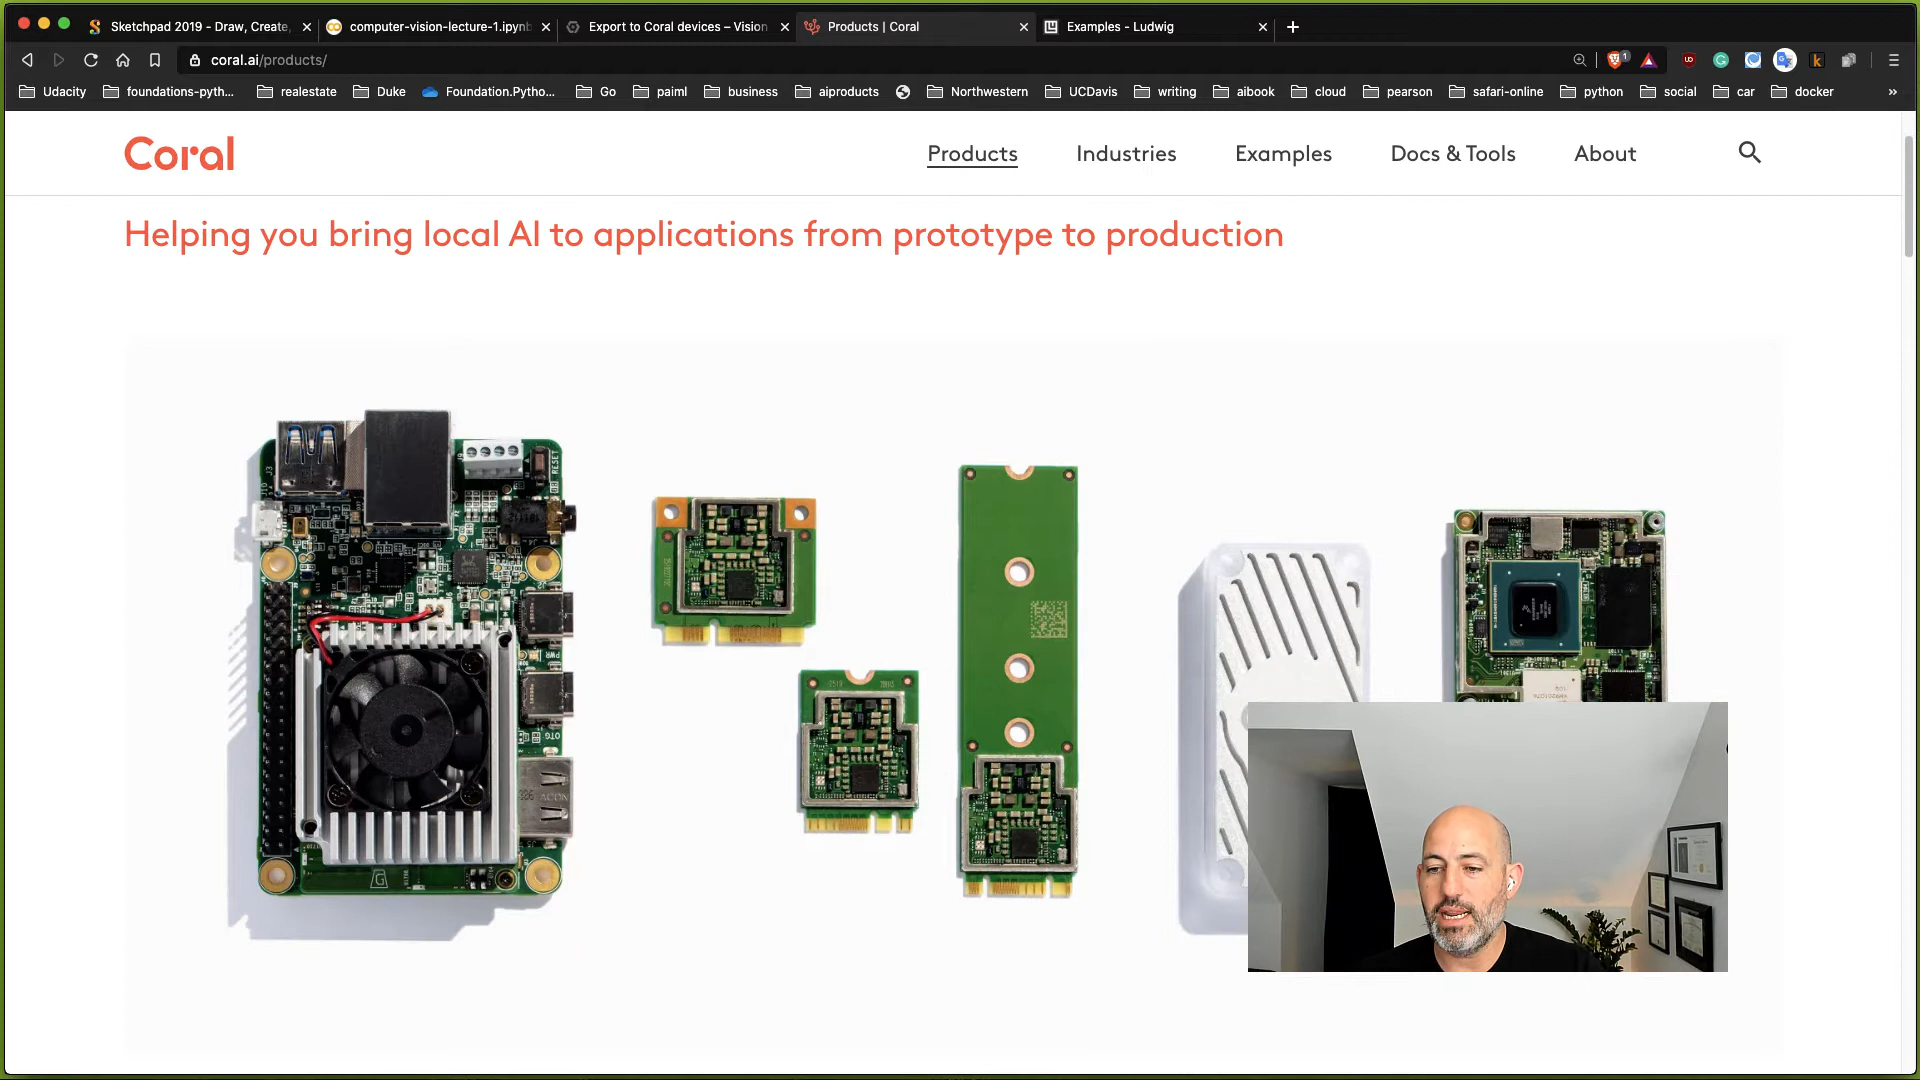 Sketchpad 2019 - Draw, Create,
computer-vision-lecture-1.ipynb
Export to Coral devices – Vision
Products | Coral
Examples - Ludwig
coral.ai/products/
Udacity
foundations-pyth...
realestate
Duke
Foundation.Pytho...
Go
paiml
business
aiproducts
Northwestern
UCDavis
writing
aibook
cloud
pearson
safari-online
python
social
car
docker
»
Coral
Products
Industries
Examples
Docs & Tools
About
Helping you bring local AI to applications from prototype to production
RESET
PWR
OTG